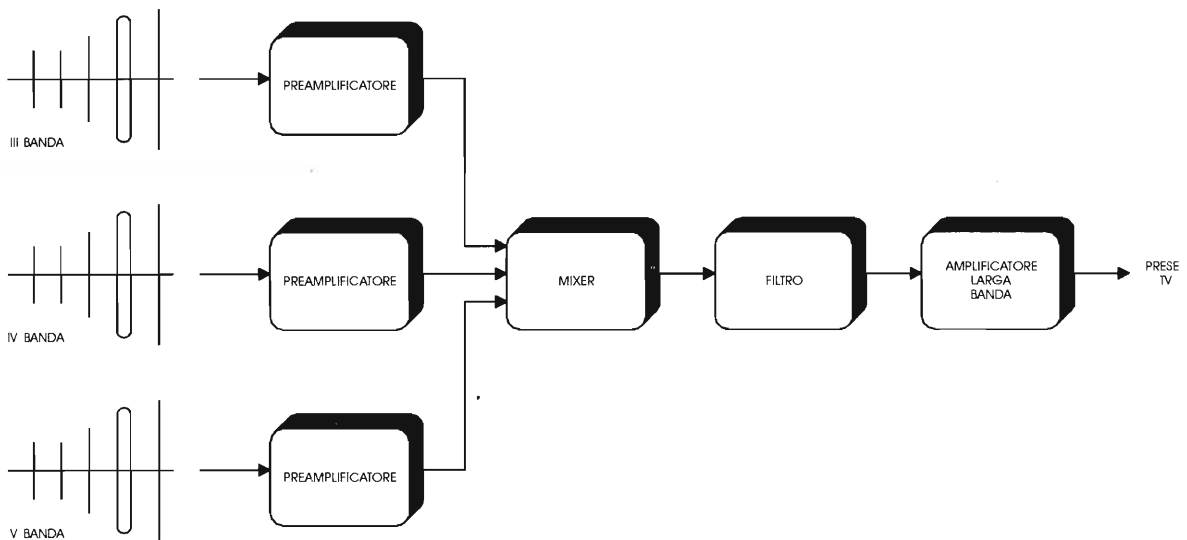 PREAMPLIFICATORE
III BANDA
PREAMPLIFICATORE
MIXER
FILTRO
AMPLIFICATORE
LARGA
BANDA
PRESE
TV
IV BANDA
PREAMPLIFICATORE
V BANDA